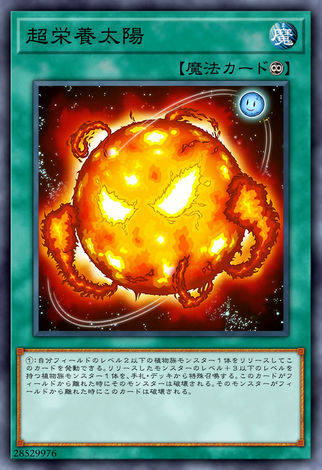 超栄養太陽
魔
【魔法カード】
①:自分フィールドのレベル2以下の植物族モンスター1体をリリースしてこ
のカードを発動できる。リリースしたモンスターのレベル+3以下のレベルを
持つ植物族モンスター1体を、手札・デッキから特殊召喚する。このカードがフ
ィールドから離れた時にそのモンスターは破壊される。そのモンスターがフィ
ールドから離れた時にこのカードは破壊される。
28529976